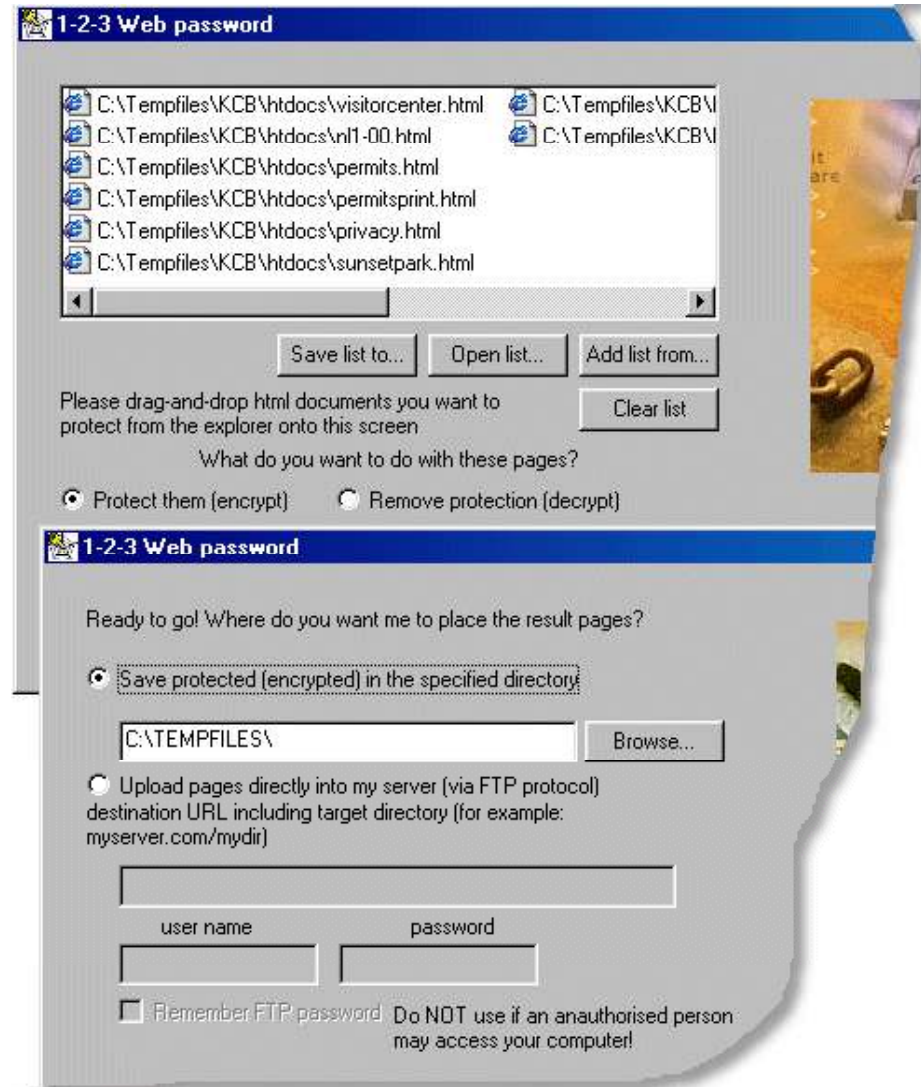 1-2-3 Web password
C:\Tempfiles\KCB\htdocs\visitorcenter.html
C:\Tempfiles\KCB\htdocs\nl1-00.html
C:\Tempfiles\KCB\htdocs\permits.html
C:\Tempfiles\KCB\htdocs\permitsprint.html
C:\Tempfiles\KCB\htdocs\privacy.html
C:\Tempfiles\KCB\htdocs\sunsetpark.html
C:\Tempfiles\KCB\
C:\Tempfiles\KCB\
it
are
Save list to...
Open list...
Add list from...
Please drag-and-drop html documents you want to
protect from the explorer onto this screen
Clear list
What do you want to do with these pages?
Protect them (encrypt)
Remove protection (decrypt)
1-2-3 Web password
Ready to go! Where do you want me to place the result pages?
Save protected (encrypted) in the specified directory
C:\TEMPFILES\
Browse...
Upload pages directly into my server (via FTP protocol)
destination URL including target directory (for example:
myserver.com/mydir)
user name
password
Remember FTP password
Do NOT use if an anauthorised person
may access your computer!